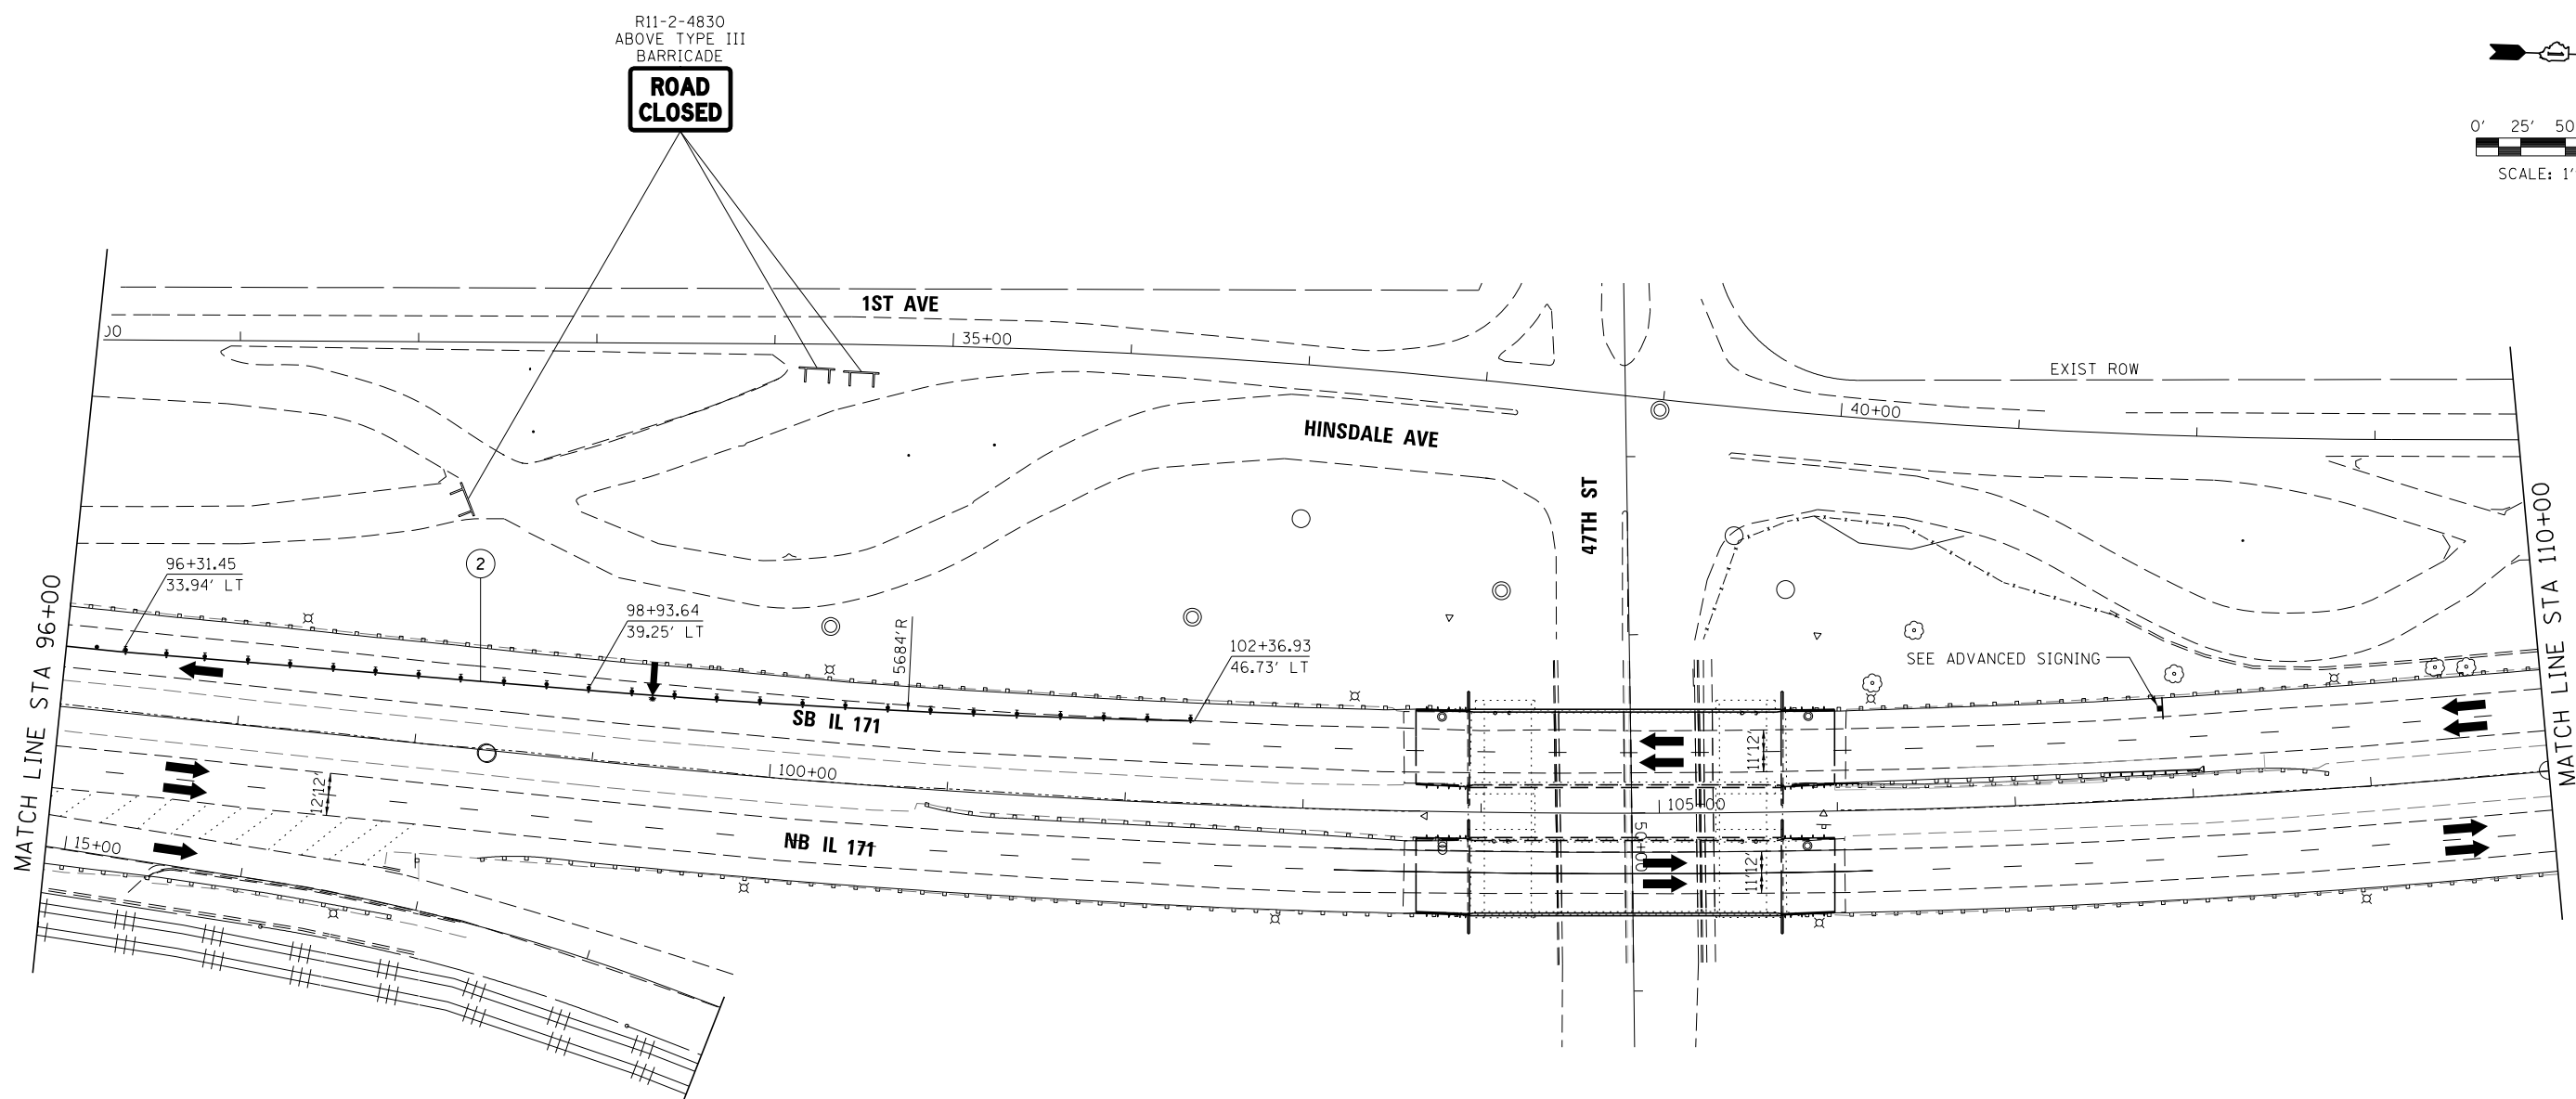 R11-2-4830
ABOVE TYPE III
BARRICADE
ROAD
CLOSED
0' 25' 50
SCALE: 1"
1ST AVE
00
35+00
EXIST ROW
40+00
HINSDALE AVE
47TH ST
MATCH LINE STA 110+00
2
96+31.45
33.94' LT
98+93.64
39.25' LT
5684'R
102+36.93
46.73' LT
SEE ADVANCED SIGNING
MATCH LINE STA 96+00
SB IL 171
11'12'
100+00
12'12'
105+00
50+00
15+00
NB IL 171
11'12'